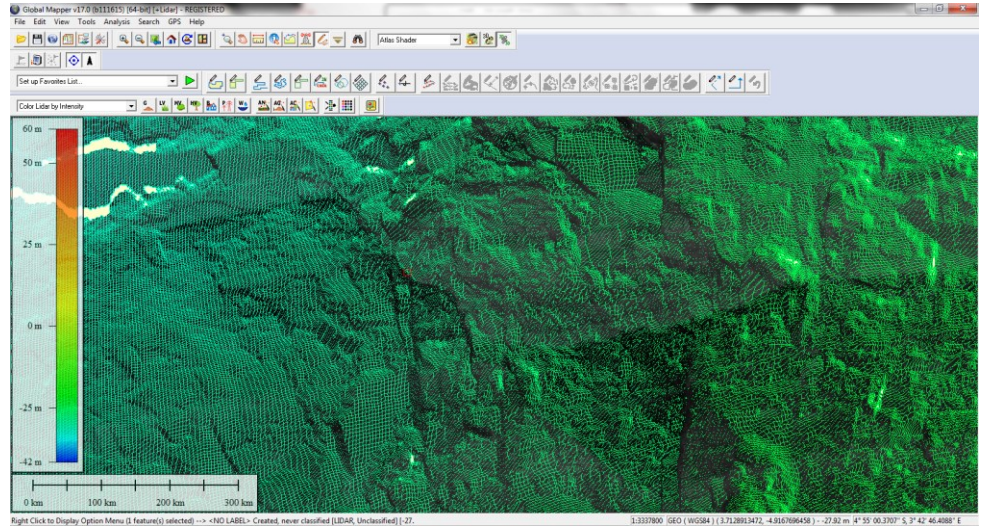 Global Mapper v17.0 (b111615) [64-bit] [+Lidar] - REGISTERED
File Edit View Tools Analysis Search GPS Help
Atlas Shader
Set up Favorites List...
Color Lidar by Intensity
60 m
50 m
25 m
0 m
-25 m
-42 m
0 km 100 km 200 km 300 km
Right Click to Display Option Menu (1 feature(s) selected) --> <NO LABEL> Created, never classified [LIDAR, Unclassified] [-27.
1:3337800 GEO ( WGS84 ) ( 3.7128913472, -4.9167696458 ) - -27.92 m 4° 55' 00.3707" S, 3° 42' 46.4088" E